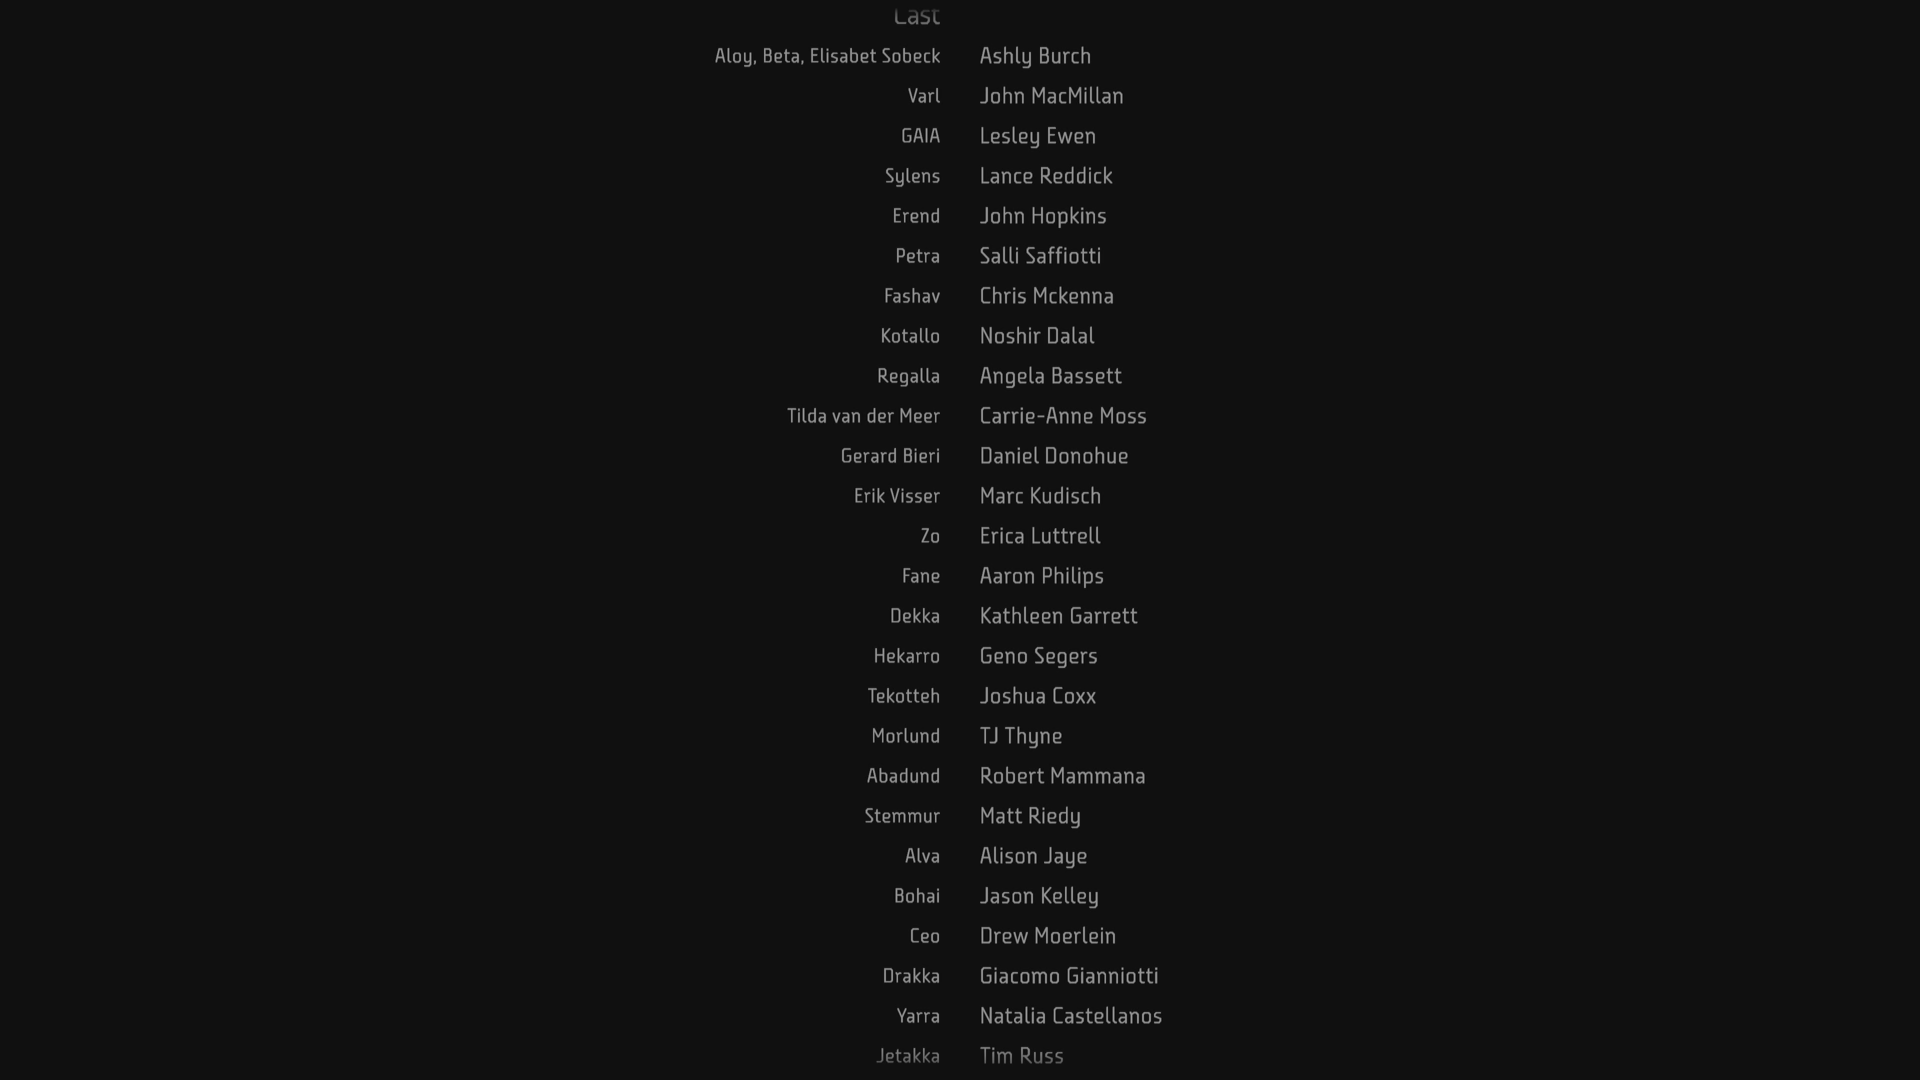 Cast
Aloy, Beta, Elisabet Sobeck Ashly Burch
Varl John MacMillan
GAIA Lesley Ewen
Sylens Lance Reddick
Erend John Hopkins
Petra Salli Saffiotti
Fashav Chris Mckenna
Kotallo Noshir Dalal
Regalla Angela Bassett
Tilda van der Meer Carrie-Anne Moss
Gerard Bieri Daniel Donohue
Erik Visser Marc Kudisch
Zo Erica Luttrell
Fane Aaron Philips
Dekka Kathleen Garrett
Hekarro Geno Segers
Tekotteh Joshua Coxx
Morlund TJ Thyne
Abadund Robert Mammana
Stemmur Matt Riedy
Alva Alison Jaye
Bohai Jason Kelley
Ceo Drew Moerlein
Drakka Giacomo Gianniotti
Yarra Natalia Castellanos
Jetakka Tim Russ